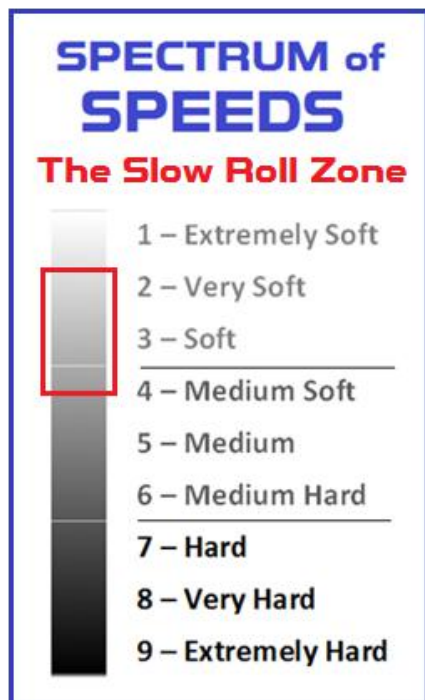 SPECTRUM of
SPEEDS
The Slow Roll Zone
1 – Extremely Soft
2 – Very Soft
3 – Soft
4 – Medium Soft
5 – Medium
6 – Medium Hard
7 – Hard
8 – Very Hard
9 – Extremely Hard